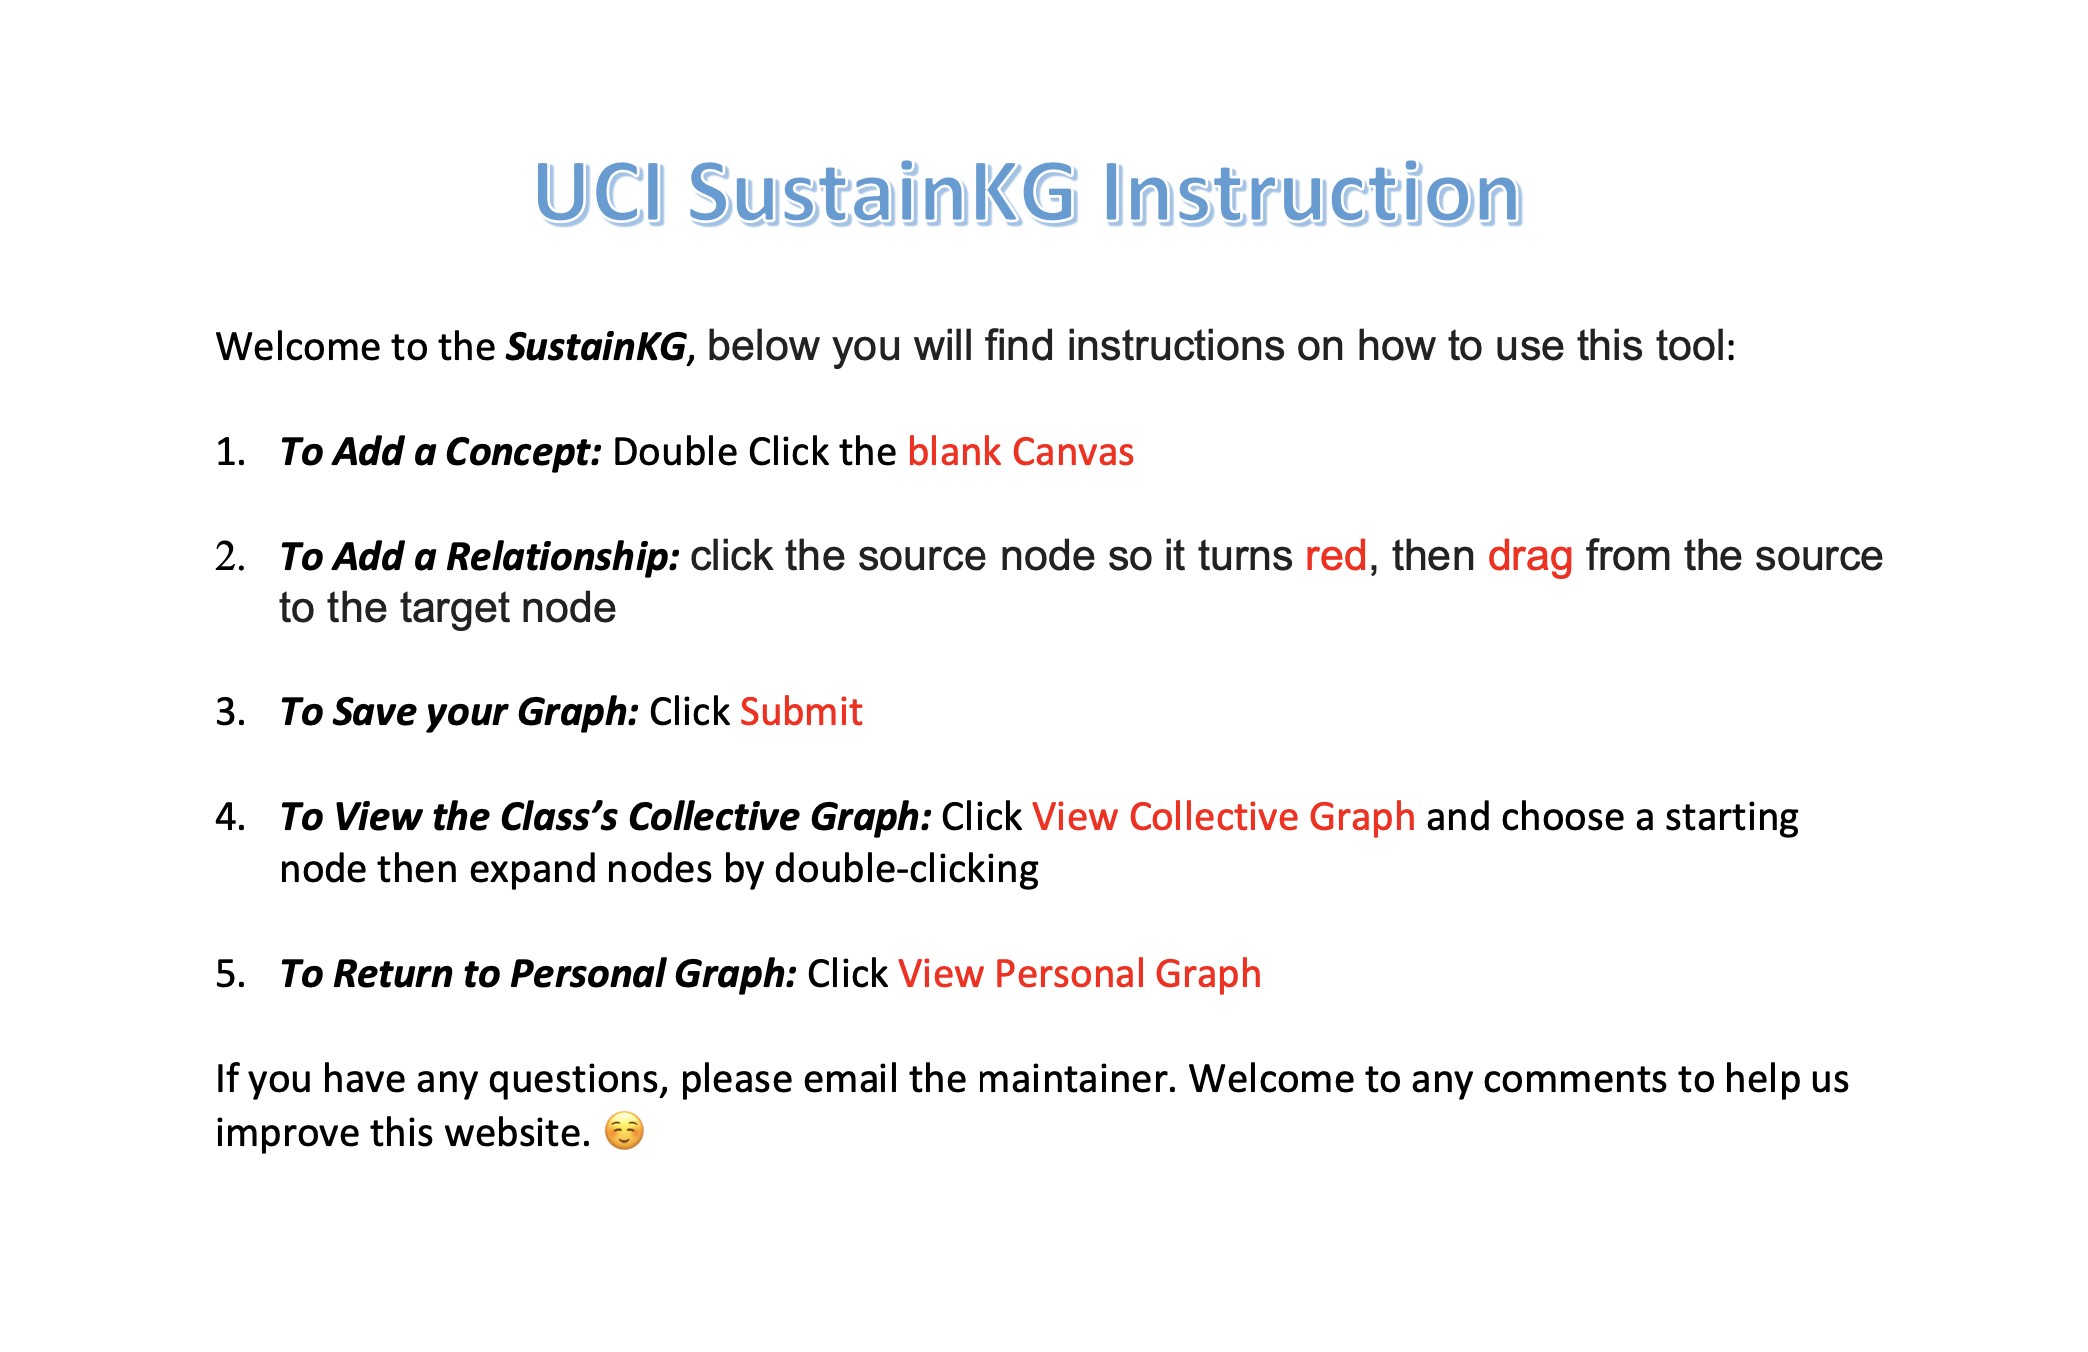 UCI SustainKG Instruction
Welcome to the SustainKG, below you will find instructions on how to use this tool:
1. To Add a Concept: Double Click the blank Canvas
2. To Add a Relationship: click the source node so it turns red, then drag from the source
to the target node
3. To Save your Graph: Click Submit
4. To View the Class’s Collective Graph: Click View Collective Graph and choose a starting
node then expand nodes by double-clicking
5. To Return to Personal Graph: Click View Personal Graph
If you have any questions, please email the maintainer. Welcome to any comments to help us
improve this website. ☺️